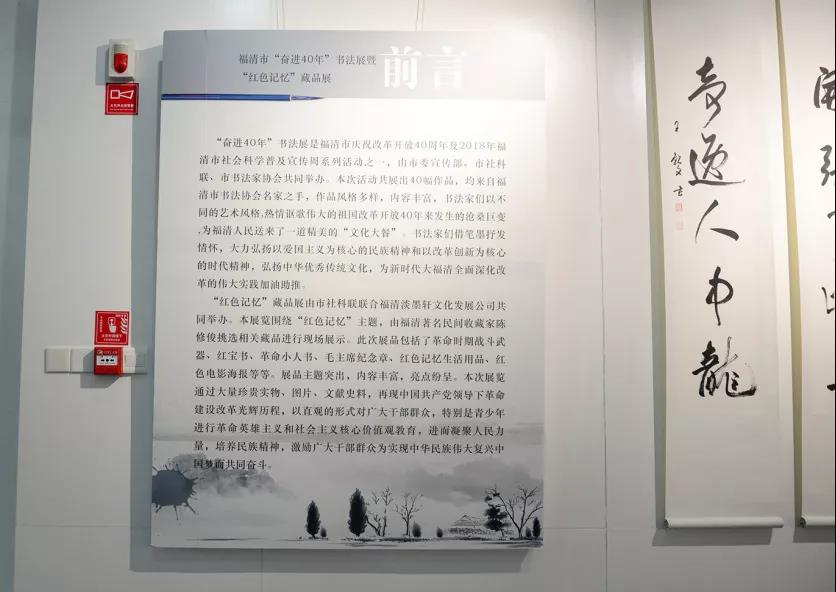 福清市“奋进40年”书法展暨
“红色记忆”藏品展
前言
“奋进40年”书法展是福清市庆祝改革开放40周年及2018年福
清市社会科学普及宣传周系列活动之一，由市委宣传部、市社科
联、市书法家协会共同举办。本次活动共展出40幅作品，均来自福
清市书法协会名家之手，作品风格多样，内容丰富，书法家们以不
同的艺术风格,热情讴歌伟大的祖国改革开放40年来发生的沧桑巨变
,为福清人民送来了一道精美的“文化大餐”。书法家们借笔墨抒发
情怀，大力弘扬以爱国主义为核心的民族精神和以改革创新为核心
的时代精神，弘扬中华优秀传统文化，为新时代大福清全面深化改
革的伟大实践加油助推。
“红色记忆”藏品展由市社科联联合福清淡墨轩文化发展公司共
同举办。本展览围绕“红色记忆”主题，由福清著名民间收藏家陈
修俊挑选相关藏品进行现场展示。此次展品包括了革命时期战斗武
器、红宝书、革命小人书、毛主席纪念章、红色记忆生活用品、红
色电影海报等等。展品主题突出，内容丰富，亮点纷呈。本次展览
通过大量珍贵实物、图片、文献史料，再现中国共产党领导下革命
建设改革光辉历程，以直观的形式对广大干部群众，特别是青少年
进行革命英雄主义和社会主义核心价值观教育，进而凝聚人民力
量，培养民族精神，激励广大干部群众为实现中华民族伟大复兴中
国梦而共同奋斗。
人中龍